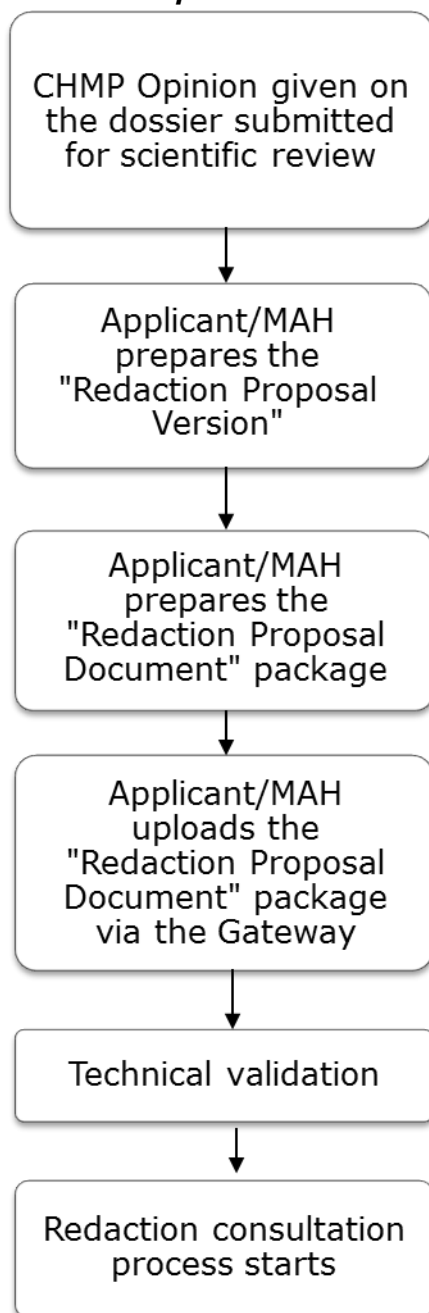 CHMP Opinion given on
the dossier submitted
for scientific review
Applicant/MAH
prepares the
"Redaction Proposal
Version"
Applicant/MAH
prepares the
"Redaction Proposal
Document" package
Applicant/MAH
uploads the
"Redaction Proposal
Document" package
via the Gateway
Technical validation
Redaction consultation
process starts